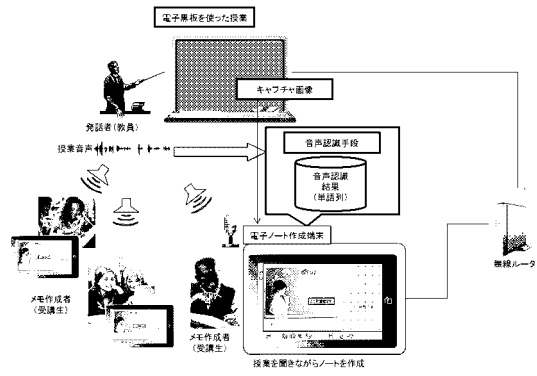 電子黒板を使った授業
キャプチャ画像
発話者(教員)
授業音声
音声認識手段
音声認識
結果
(単語列)
電子ノート作成端末
無線ルータ
メモ作成者
(受講生)
メモ作成者
(受講生)
授業を聞きながらノートを作成